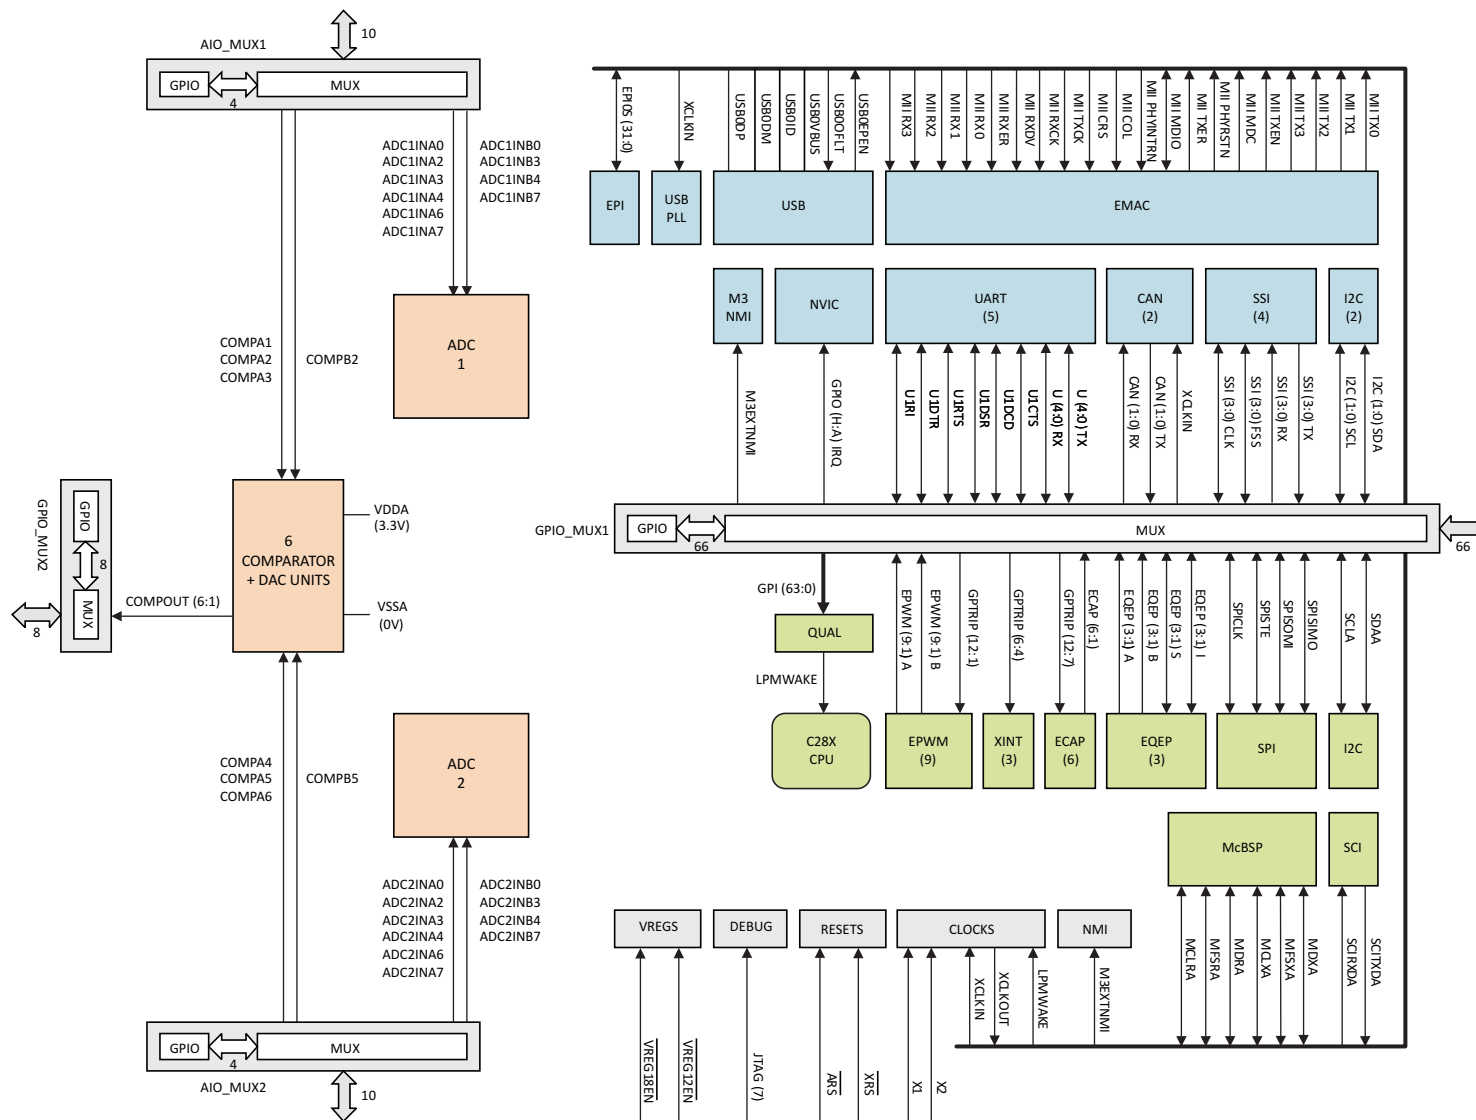 10
AIO_MUX1
GPIO
4
MUX
ADC1INA0
ADC1INA2
ADC1INA3
ADC1INA4
ADC1INA6
ADC1INA7
ADC1INB0
ADC1INB3
ADC1INB4
ADC1INB7
ADC
1
COMPA1
COMPA2
COMPA3
COMPB2
GPIO_MUX2
GPIO
8
MUX
8
COMPOUT (6:1)
6
COMPARATOR
+ DAC UNITS
VDDA
(3.3V)
VSSA
(0V)
COMPA4
COMPA5
COMPA6
COMPB5
ADC
2
ADC2INA0
ADC2INA2
ADC2INA3
ADC2INA4
ADC2INA6
ADC2INA7
ADC2INB0
ADC2INB3
ADC2INB4
ADC2INB7
GPIO
4
MUX
AIO_MUX2
10
EPI0S (31:0)
XCLKIN
USB0DP
USB0DM
USB0ID
USB0VBUS
USB0OFLT
USB0EPEN
MII RX3
MII RX2
MII RX1
MII RX0
MII RXER
MII RXDV
MII RXCK
MII TXCK
MII CRS
MII COL
MII PHYINTRN
MII MDIO
MII TXER
MII PHYRSTN
MII MDC
MII TXEN
MII TX3
MII TX2
MII TX1
MII TX0
EPI
USB
PLL
USB
EMAC
M3
NMI
NVIC
UART
(5)
CAN
(2)
SSI
(4)
I2C
(2)
M3EXTNMI
GPIO (H:A) IRQ
U1RI
U1DTR
U1RTS
U1DSR
U1DCD
U1CTS
U (4:0) RX
U (4:0) TX
CAN (1:0) RX
CAN (1:0) TX
XCLKIN
SSI (3:0) CLK
SSI (3:0) FSS
SSI (3:0) RX
SSI (3:0) TX
I2C (1:0) SCL
I2C (1:0) SDA
GPIO_MUX1
GPIO
66
MUX
66
GPI (63:0)
QUAL
LPMWAKE
C28X
CPU
EPWM (9:1) A
EPWM (9:1) B
GPTRIP (12:1)
GPTRIP (6:4)
GPTRIP (12:7)
ECAP (6:1)
EQEP (3:1) A
EQEP (3:1) B
EQEP (3:1) S
EQEP (3:1) I
SPICLK
SPISTE
SPISOMI
SPISIMO
SCLA
SDAA
EPWM
(9)
XINT
(3)
ECAP
(6)
EQEP
(3)
SPI
I2C
McBSP
SCI
MCLRA
MFSRA
MDRA
MCLXA
MFSXA
MDXA
SCIRXDA
SCITXDA
VREGS
DEBUG
RESETS
CLOCKS
NMI
VREG18EN
VREG12EN
JTAG (7)
ARS
XRS
X1
X2
XCLKIN
XCLKOUT
LPMWAKE
M3EXTNMI